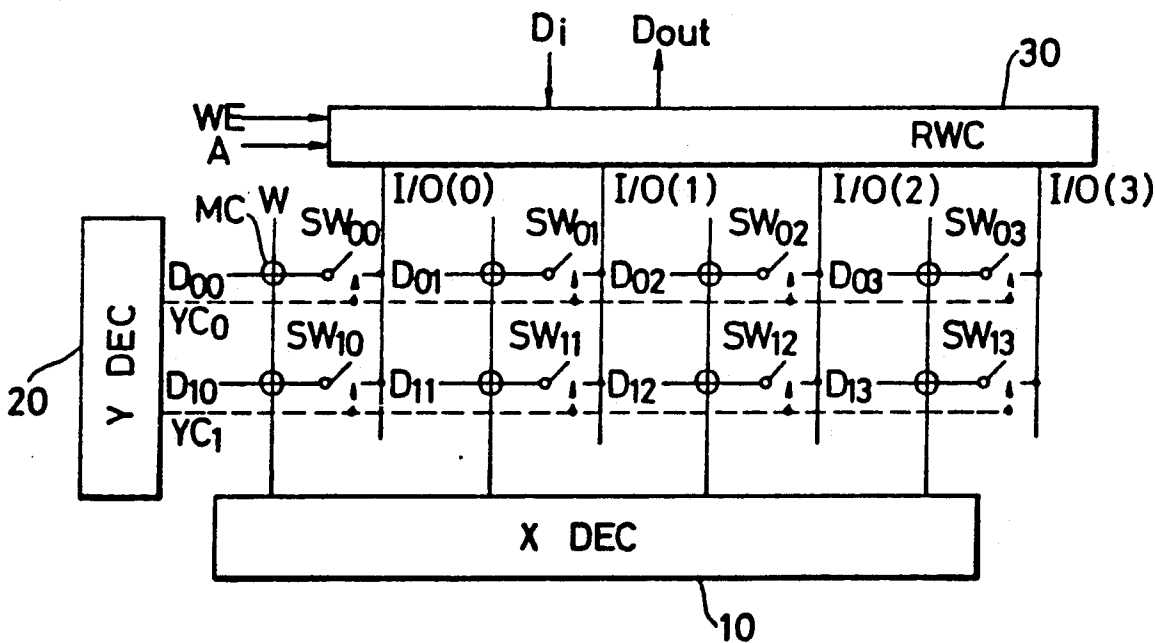 Di Dout
30
WE
A
RWC
I/O(0) I/O(1) I/O(2) I/O(3)
MC W SW00 SW01 SW02 SW03
D00 D01 D02 D03
YC0
SW10 SW11 SW12 SW13
Y DEC
20
D10 D11 D12 D13
YC1
X DEC
10